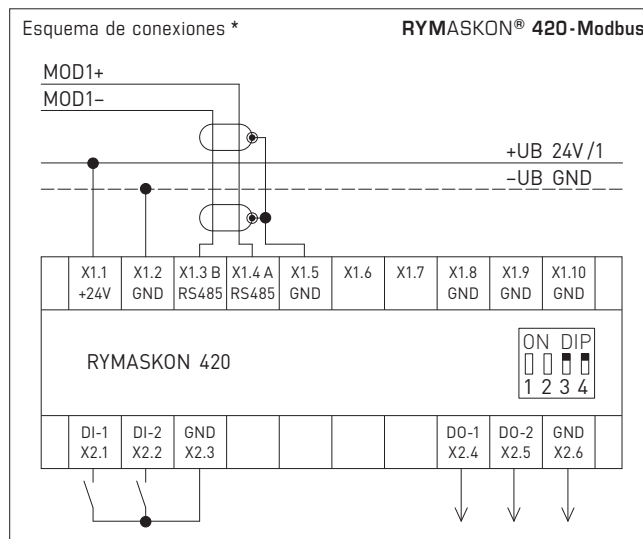 Esquema de conexiones * RYMASKON® 420-Modbus
MOD1+
MOD1–
+UB 24V/1
–UB GND
X1.1 X1.2 X1.3 B X1.4 A X1.5 X1.6 X1.7 X1.8 X1.9 X1.10
+24V GND RS485 RS485 GND GND GND GND
ON DIP
RYMASKON 420
1 2 3 4
DI-1 DI-2 GND DO-1 DO-2 GND
X2.1 X2.2 X2.3 X2.4 X2.5 X2.6